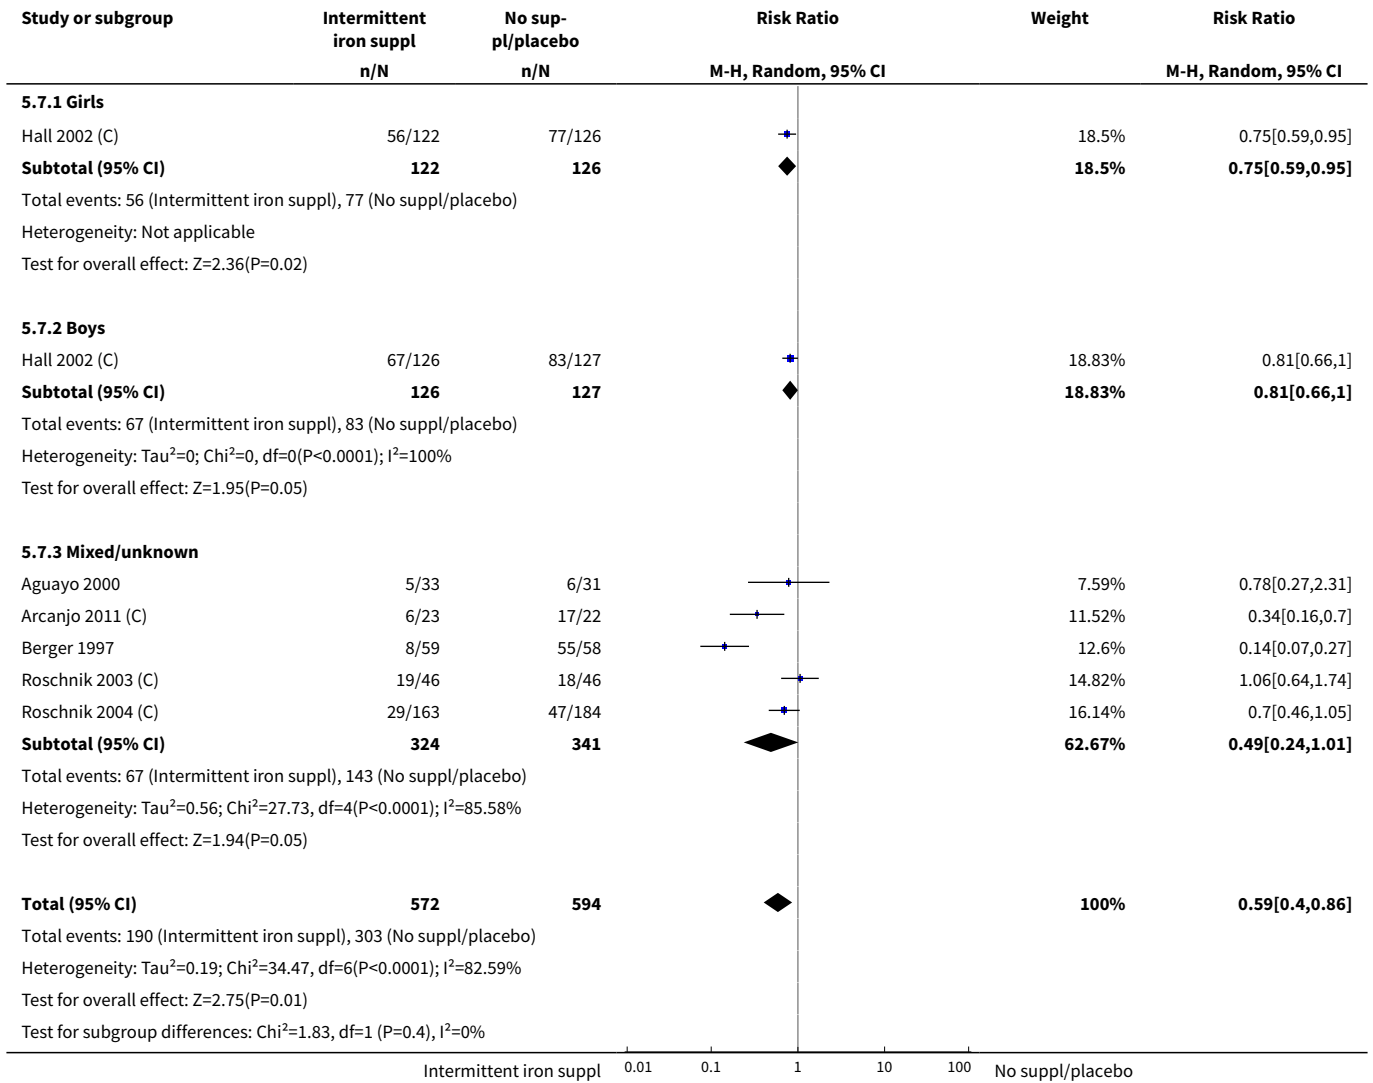 Study or subgroup Intermittent iron suppl No sup-pl/placebo Risk Ratio Weight Risk Ratio
n/N n/N M-H, Random, 95% CI M-H, Random, 95% CI
5.7.1 Girls
Hall 2002 (C) 56/122 77/126 18.5% 0.75[0.59,0.95]
Subtotal (95% CI) 122 126 18.5% 0.75[0.59,0.95]
Total events: 56 (Intermittent iron suppl), 77 (No suppl/placebo)
Heterogeneity: Not applicable
Test for overall effect: Z=2.36(P=0.02)
5.7.2 Boys
Hall 2002 (C) 67/126 83/127 18.83% 0.81[0.66,1]
Subtotal (95% CI) 126 127 18.83% 0.81[0.66,1]
Total events: 67 (Intermittent iron suppl), 83 (No suppl/placebo)
Heterogeneity: Tau²=0; Chi²=0, df=0(P<0.0001); I²=100%
Test for overall effect: Z=1.95(P=0.05)
5.7.3 Mixed/unknown
Aguayo 2000 5/33 6/31 7.59% 0.78[0.27,2.31]
Arcanjo 2011 (C) 6/23 17/22 11.52% 0.34[0.16,0.7]
Berger 1997 8/59 55/58 12.6% 0.14[0.07,0.27]
Roschnik 2003 (C) 19/46 18/46 14.82% 1.06[0.64,1.74]
Roschnik 2004 (C) 29/163 47/184 16.14% 0.7[0.46,1.05]
Subtotal (95% CI) 324 341 62.67% 0.49[0.24,1.01]
Total events: 67 (Intermittent iron suppl), 143 (No suppl/placebo)
Heterogeneity: Tau²=0.56; Chi²=27.73, df=4(P<0.0001); I²=85.58%
Test for overall effect: Z=1.94(P=0.05)
Total (95% CI) 572 594 100% 0.59[0.4,0.86]
Total events: 190 (Intermittent iron suppl), 303 (No suppl/placebo)
Heterogeneity: Tau²=0.19; Chi²=34.47, df=6(P<0.0001); I²=82.59%
Test for overall effect: Z=2.75(P=0.01)
Test for subgroup differences: Chi²=1.83, df=1 (P=0.4), I²=0%
Intermittent iron suppl 0.01 0.1 1 10 100 No suppl/placebo